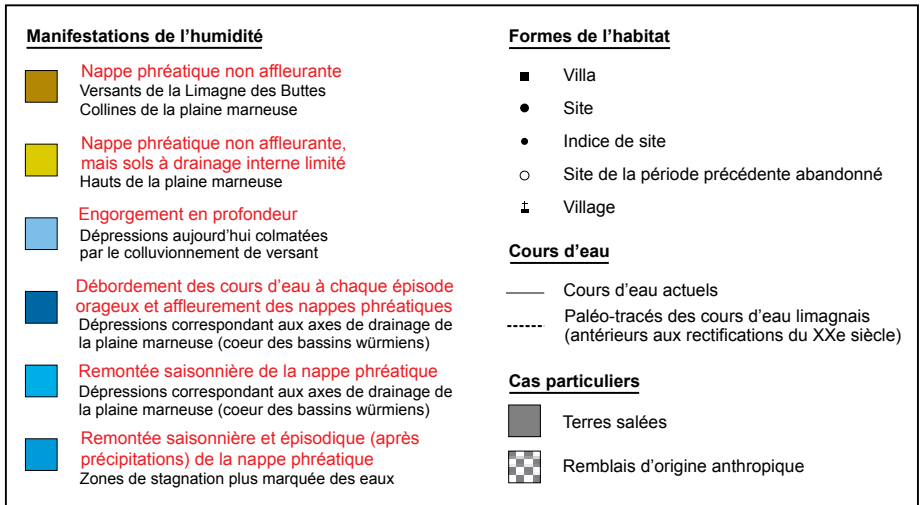 Manifestations de l’humidité
Nappe phréatique non affleurante
Versants de la Limagne des Buttes
Collines de la plaine marneuse
Nappe phréatique non affleurante,
mais sols à drainage interne limité
Hauts de la plaine marneuse
Engorgement en profondeur
Dépressions aujourd’hui colmatées
par le colluvionnement de versant
Débordement des cours d’eau à chaque épisode
orageux et affleurement des nappes phréatiques
Dépressions correspondant aux axes de drainage de
la plaine marneuse (coeur des bassins würmiens)
Remontée saisonnière de la nappe phréatique
Dépressions correspondant aux axes de drainage de
la plaine marneuse (coeur des bassins würmiens)
Remontée saisonnière et épisodique (après
précipitations) de la nappe phréatique
Zones de stagnation plus marquée des eaux
Formes de l’habitat
Villa
Site
Indice de site
Site de la période précédente abandonné
Village
Cours d’eau
Cours d’eau actuels
Paléo-tracés des cours d’eau limagnais
(antérieurs aux rectifications du XXe siècle)
Cas particuliers
Terres salées
Remblais d’origine anthropique